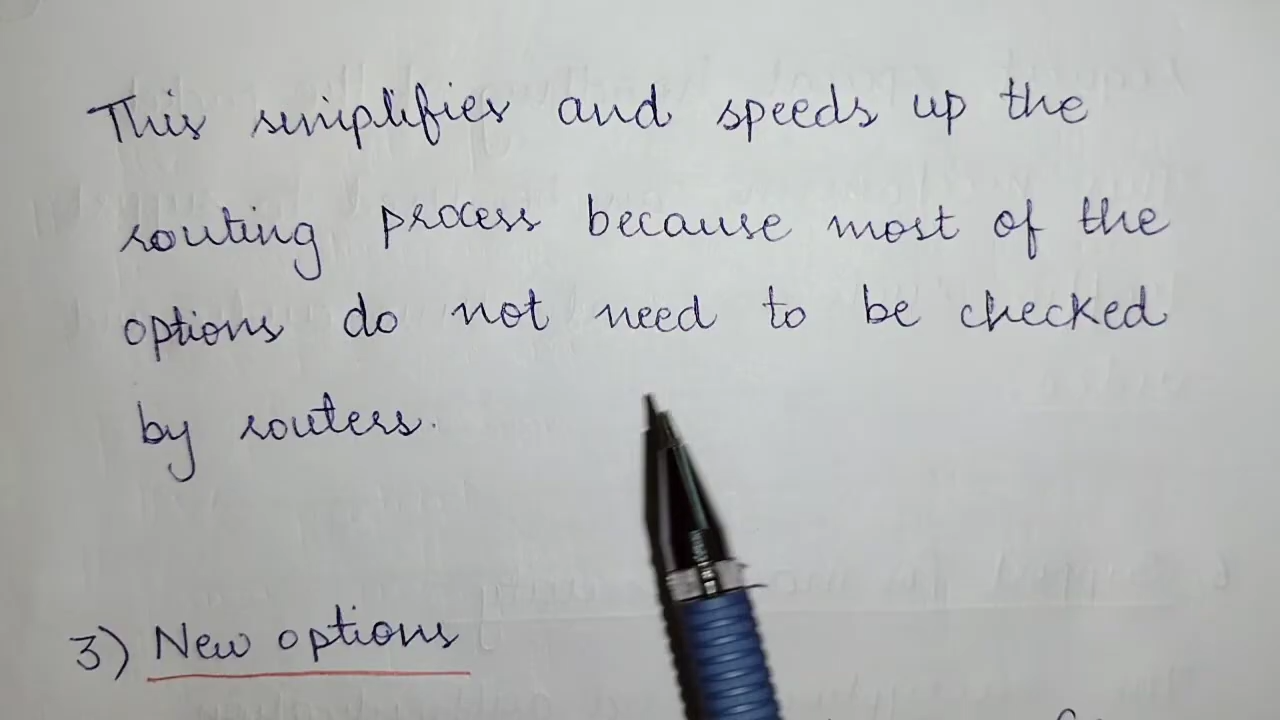 This simplifies and speeds up the
routing process because most of the
options do not need to be checked
by routers.
3) New options